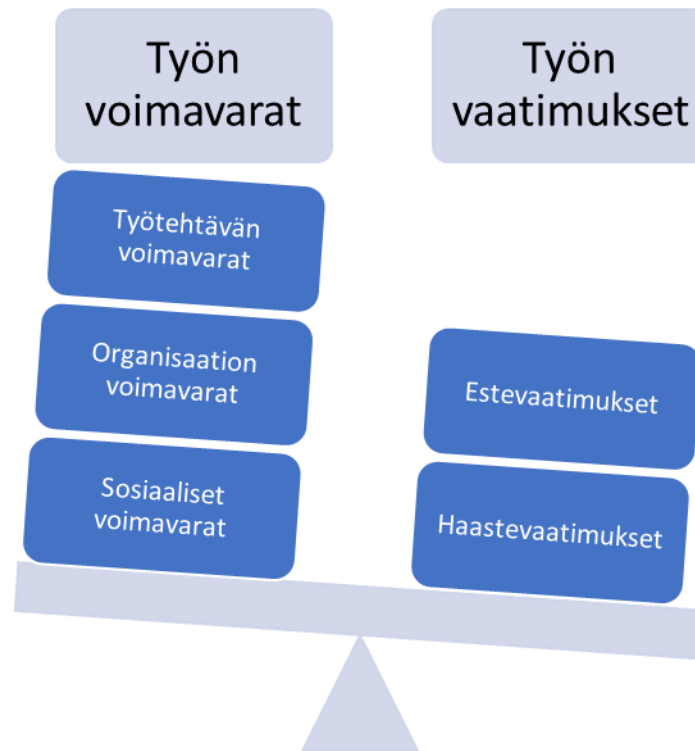 Työn
voimavarat
Työn
vaatimukset
Työtehtävän
voimavarat
Organisaation
voimavarat
Sosiaaliset
voimavarat
Estevaatimukset
Haastevaatimukset